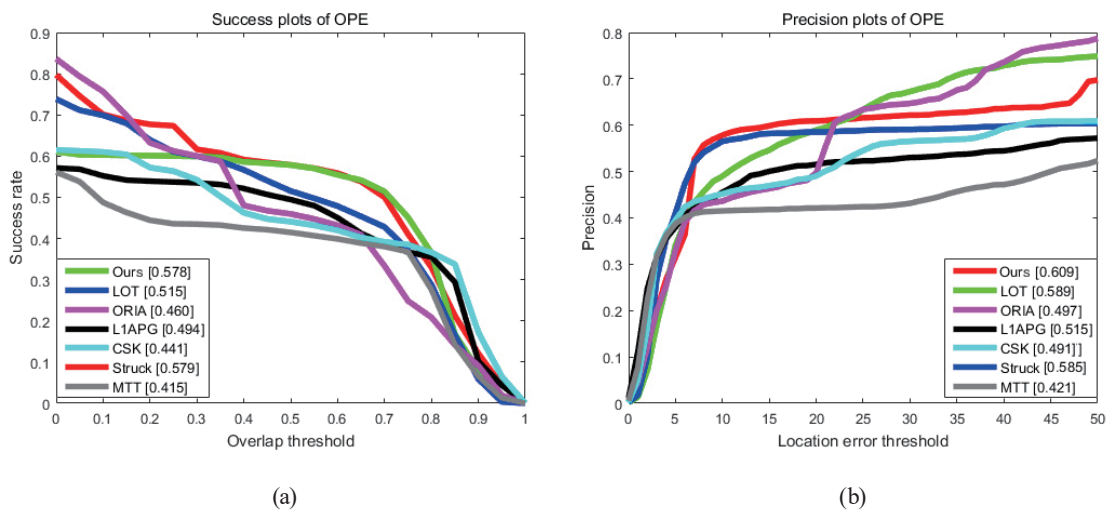 Success plots of OPE
0.9
0.8
0.7
0.6
0.5
0.4
0.3
0.2
0.1
0
Success rate
Ours [0.578]
LOT [0.515]
ORIA [0.460]
L1APG [0.494]
CSK [0.441]
Struck [0.579]
MTT [0.415]
0 0.1 0.2 0.3 0.4 0.5 0.6 0.7 0.8 0.9 1
Overlap threshold
(a)
Precision plots of OPE
0.8
0.7
0.6
0.5
0.4
0.3
0.2
0.1
0
Precision
Ours [0.609]
LOT [0.589]
ORIA [0.497]
L1APG [0.515]
CSK [0.491]']
Struck [0.585]
MTT [0.421]
0 5 10 15 20 25 30 35 40 45 50
Location error threshold
(b)